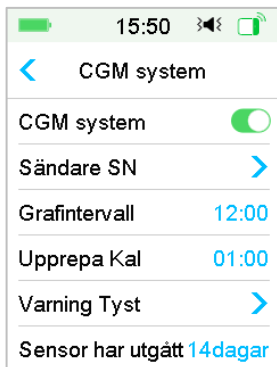 15:50
CGM system
CGM system
Sändare SN
Grafintervall 12:00
Upprepa Kal 01:00
Varning Tyst
Sensor har utgått 14dagar